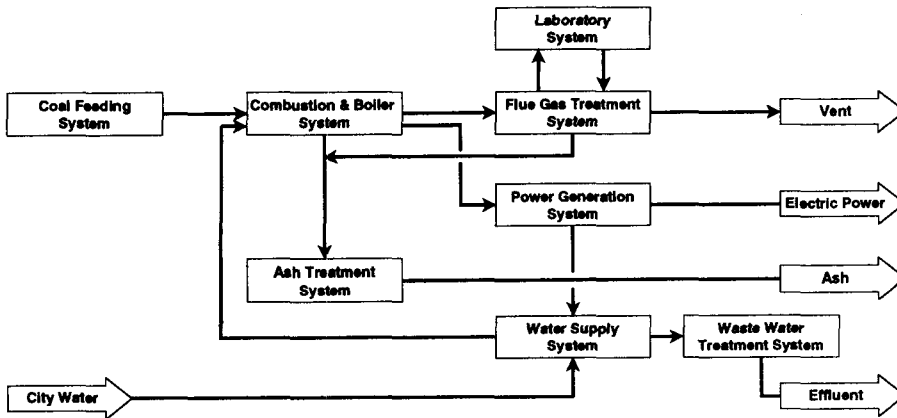 Laboratory
System
Coal Feeding
System
Combustion & Boiler
System
Flue Gas Treatment
System
Vent
Power Generation
System
Electric Power
Ash Treatment
System
Ash
Water Supply
System
Waste Water
Treatment System
City Water
Effluent